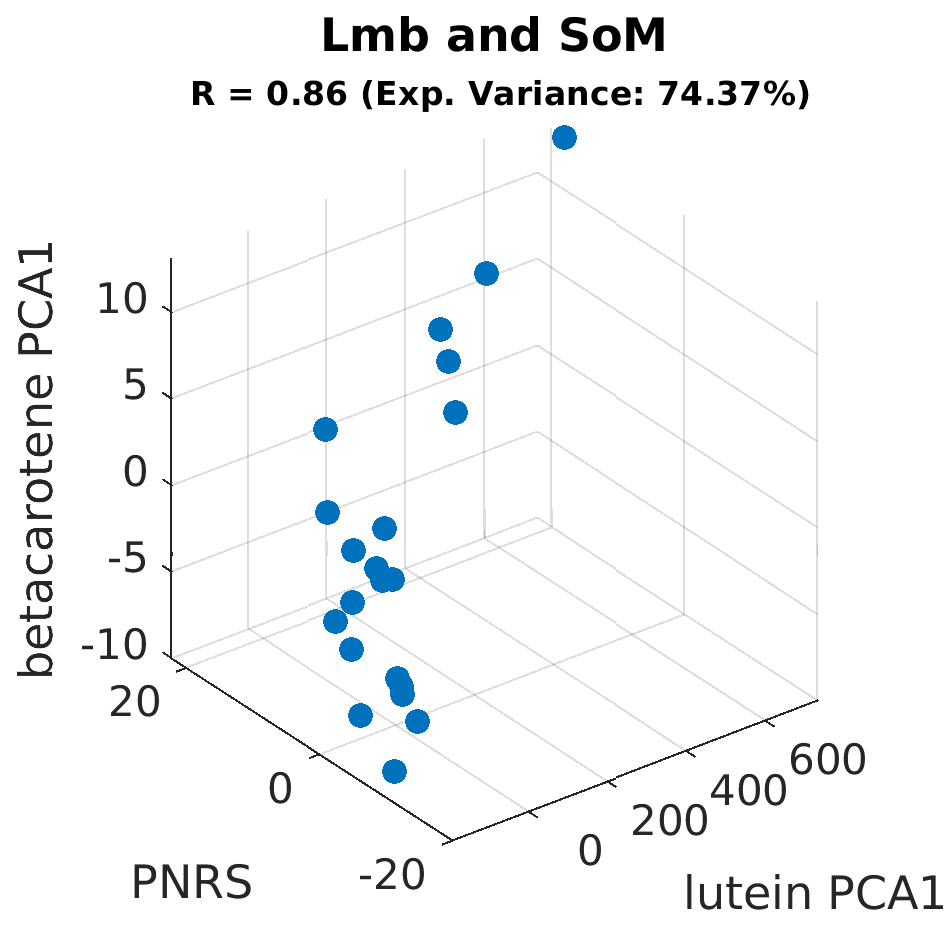 Lmb and SoM
R = 0.86 (Exp. Variance: 74.37%)
betacarotene PCA1
10
5
0
-5
-10
20
0
-20
PNRS
0
200
400
600
lutein PCA1